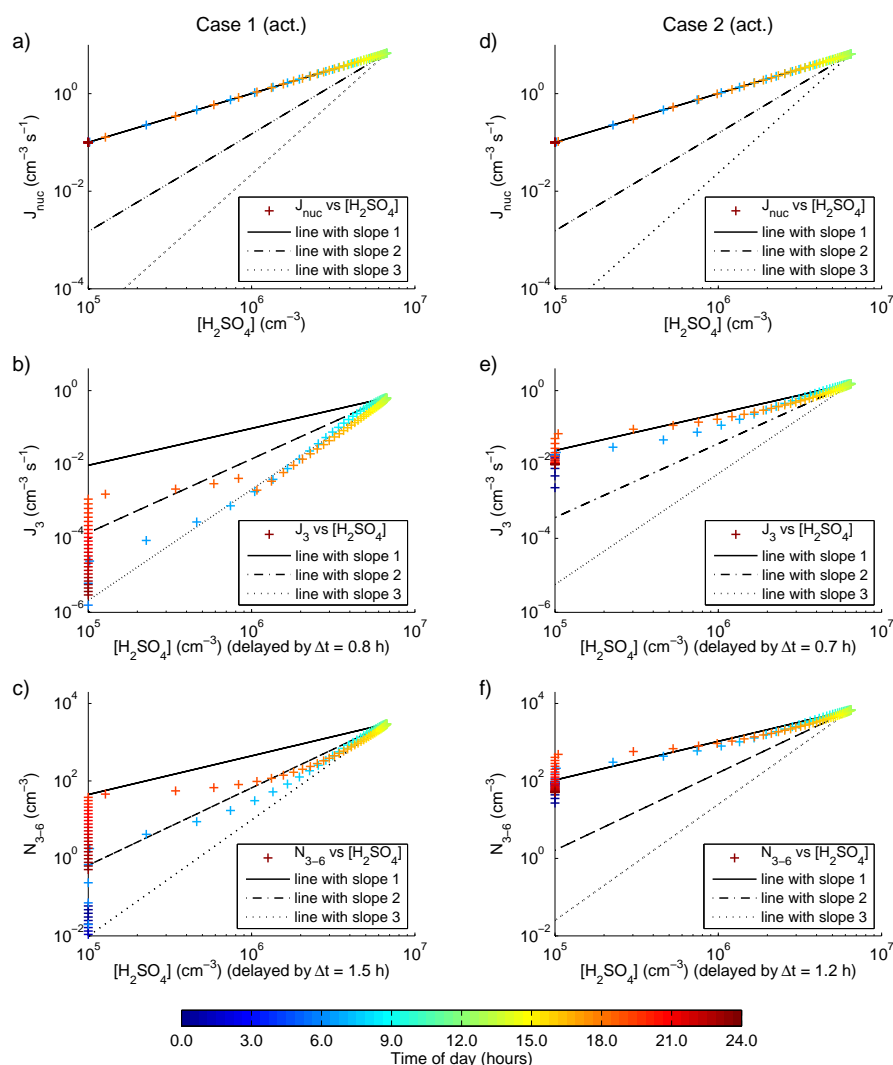 Case 1 (act.)
Case 2 (act.)
a)
10^0
10^−2
10^−4
J_nuc (cm^−3 s^−1)
J_nuc vs [H_2SO_4]
line with slope 1
line with slope 2
line with slope 3
10^5
10^6
10^7
[H_2SO_4] (cm^−3)
d)
10^0
10^−2
10^−4
J_nuc (cm^−3 s^−1)
J_nuc vs [H_2SO_4]
line with slope 1
line with slope 2
line with slope 3
10^5
10^6
10^7
[H_2SO_4] (cm^−3)
b)
10^0
10^−2
10^−4
10^−6
J_3 (cm^−3 s^−1)
J_3 vs [H_2SO_4]
line with slope 1
line with slope 2
line with slope 3
10^5
10^6
10^7
[H_2SO_4] (cm^−3) (delayed by Δt = 0.8 h)
e)
10^0
10^−2
10^−4
10^−6
J_3 (cm^−3 s^−1)
J_3 vs [H_2SO_4]
line with slope 1
line with slope 2
line with slope 3
10^5
10^6
10^7
[H_2SO_4] (cm^−3) (delayed by Δt = 0.7 h)
c)
10^4
10^2
10^0
10^−2
N_3−6 (cm^−3)
N_3−6 vs [H_2SO_4]
line with slope 1
line with slope 2
line with slope 3
10^5
10^6
10^7
[H_2SO_4] (cm^−3) (delayed by Δt = 1.5 h)
f)
10^4
10^2
10^0
10^−2
N_3−6 (cm^−3)
N_3−6 vs [H_2SO_4]
line with slope 1
line with slope 2
line with slope 3
10^5
10^6
10^7
[H_2SO_4] (cm^−3) (delayed by Δt = 1.2 h)
0.0 3.0 6.0 9.0 12.0 15.0 18.0 21.0 24.0
Time of day (hours)